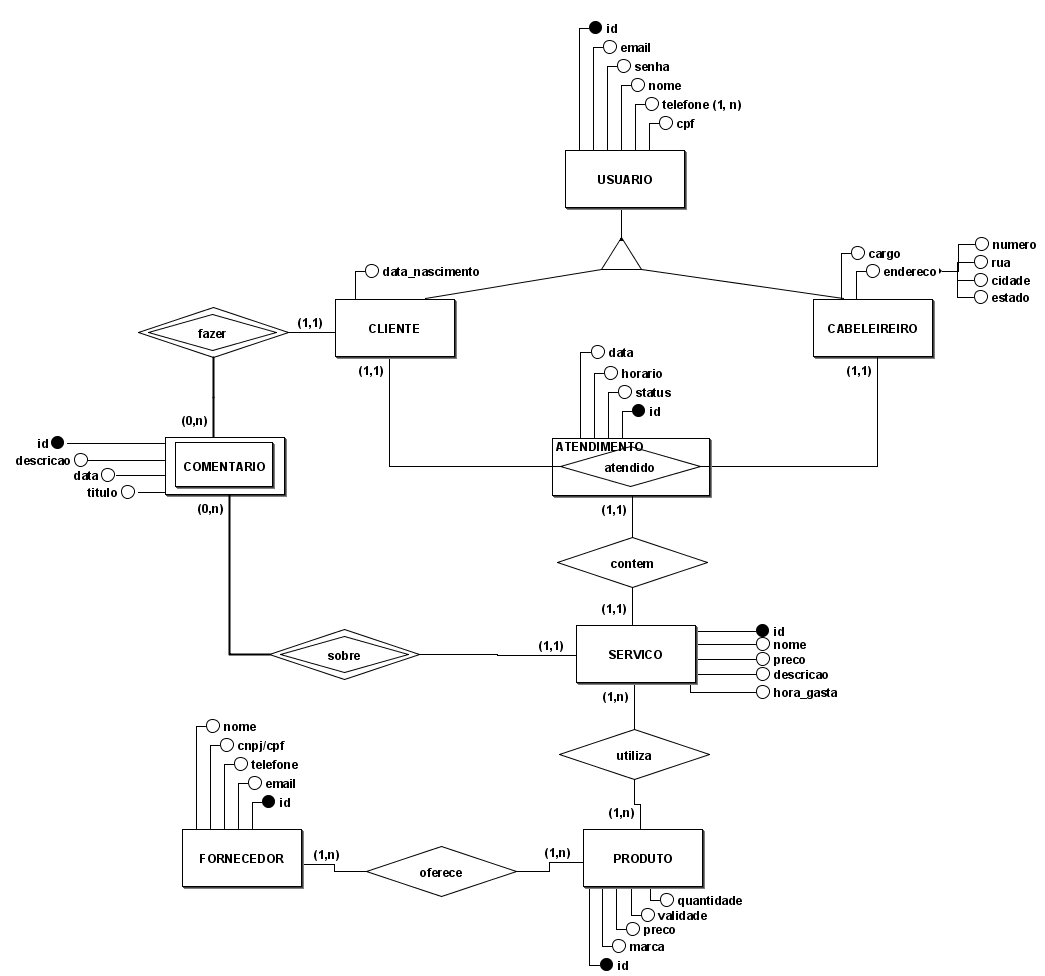 id
email
senha
nome
telefone (1, n)
cpf
USUARIO
numero
cargo
rua
endereco
data_nascimento
cidade
estado
(1,1)
CLIENTE
CABELEIREIRO
fazer
data
(1,1)
(1,1)
horario
status
id
(0,n)
ATENDIMENTO
id
descricao
COMENTARIO
atendido
data
titulo
(0,n)
(1,1)
contem
(1,1)
id
nome
(1,1)
SERVICO
sobre
preco
descricao
hora_gasta
(1,n)
nome
cnpj/cpf
utiliza
telefone
email
id
(1,n)
FORNECEDOR
(1,n)
(1,n)
PRODUTO
oferece
quantidade
validade
preco
marca
id